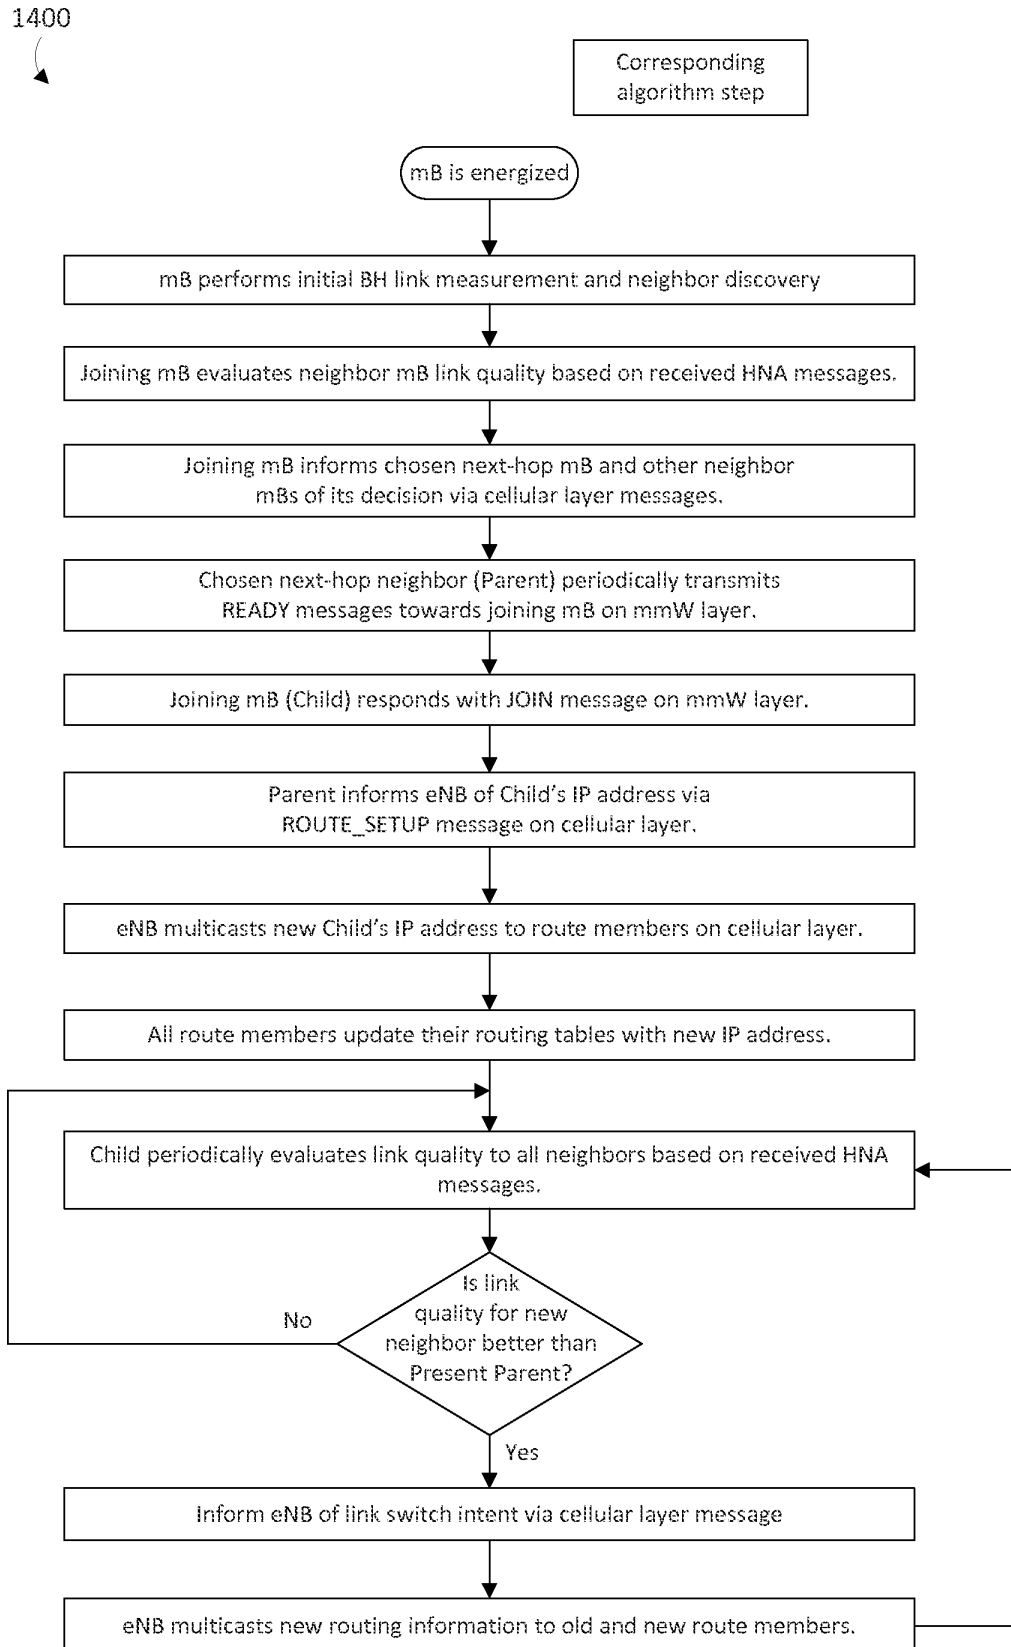 1400
Corresponding
algorithm step
mB is energized
mB performs initial BH link measurement and neighbor discovery
Joining mB evaluates neighbor mB link quality based on received HNA messages.
Joining mB informs chosen next-hop mB and other neighbor
mBs of its decision via cellular layer messages.
Chosen next-hop neighbor (Parent) periodically transmits
READY messages towards joining mB on mmW layer.
Joining mB (Child) responds with JOIN message on mmW layer.
Parent informs eNB of Child's IP address via
ROUTE_SETUP message on cellular layer.
eNB multicasts new Child's IP address to route members on cellular layer.
All route members update their routing tables with new IP address.
Child periodically evaluates link quality to all neighbors based on received HNA
messages.
Is link
quality for new
neighbor better than
Present Parent?
No
Yes
Inform eNB of link switch intent via cellular layer message
eNB multicasts new routing information to old and new route members.